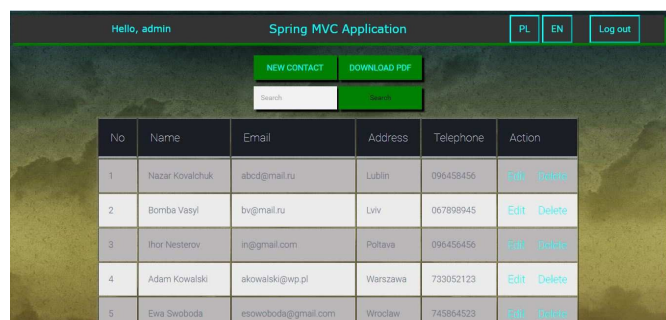 Hello, admin Spring MVC Application PL EN Log out
NEW CONTACT DOWNLOAD PDF
Search Search
No Name Email Address Telephone Action
1 Nazar Kovalchuk abcd@mail.ru Lublin 096458456 Edit Delete
2 Bomba Vasyl bv@mail.ru Lviv 067898945 Edit Delete
3 Ihor Nesterov in@gmail.com Poltava 096456456 Edit Delete
4 Adam Kowalski akowalski@wp.pl Warszawa 733052123 Edit Delete
5 Ewa Swoboda esowoboda@gmail.com Wroclaw 745864523 Edit Delete